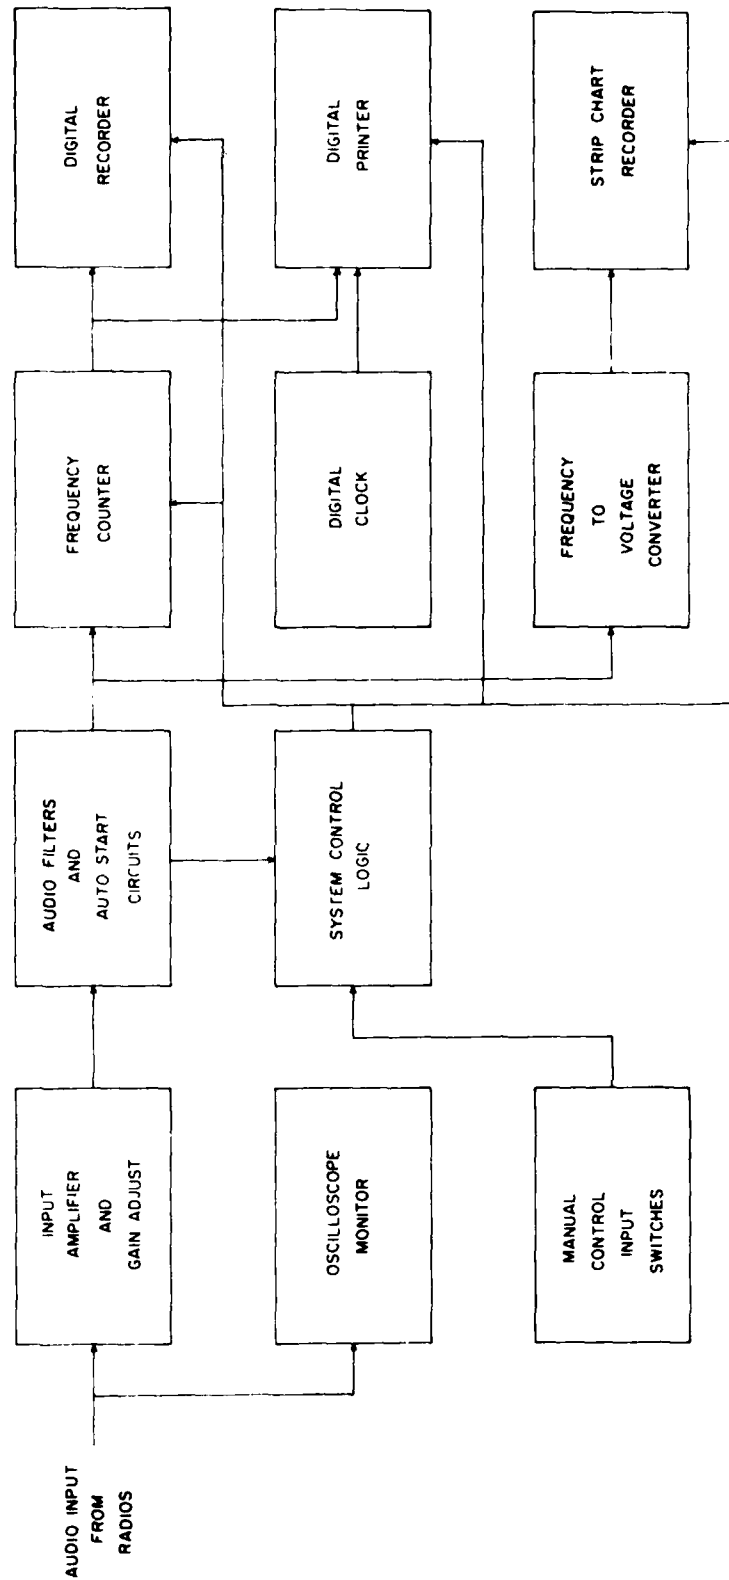 AUDIO INPUT
FROM
RADIOS
INPUT
AMPLIFIER
AND
GAIN ADJUST
AUDIO FILTERS
AND
AUTO START
CIRCUITS
FREQUENCY
COUNTER
DIGITAL
RECORDER
OSCILLOSCOPE
MONITOR
SYSTEM CONTROL
LOGIC
DIGITAL
CLOCK
DIGITAL
PRINTER
MANUAL
CONTROL
INPUT
SWITCHES
FREQUENCY
TO
VOLTAGE
CONVERTER
STRIP CHART
RECORDER